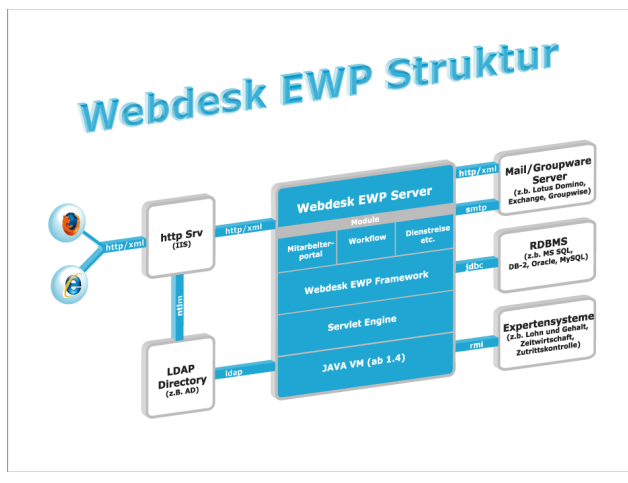 Webdesk EWP Struktur
http/xml
http Srv
(IIS)
http/xml
ntlm
LDAP
Directory
(z.B. AD)
ldap
Webdesk EWP Server
Module
Mitarbeiter-
portal
Workflow
Dienstreise
etc.
Webdesk EWP Framework
Servlet Engine
JAVA VM (ab 1.4)
http/xml
smtp
Mail/Groupware
Server
(z.b. Lotus Domino,
Exchange, Groupwise)
jdbc
RDBMS
(z.b. MS SQL,
DB-2, Oracle, MySQL)
rmi
Expertensysteme
(z.b. Lohn und Gehalt,
Zeitwirtschaft,
Zutrittskontrolle)